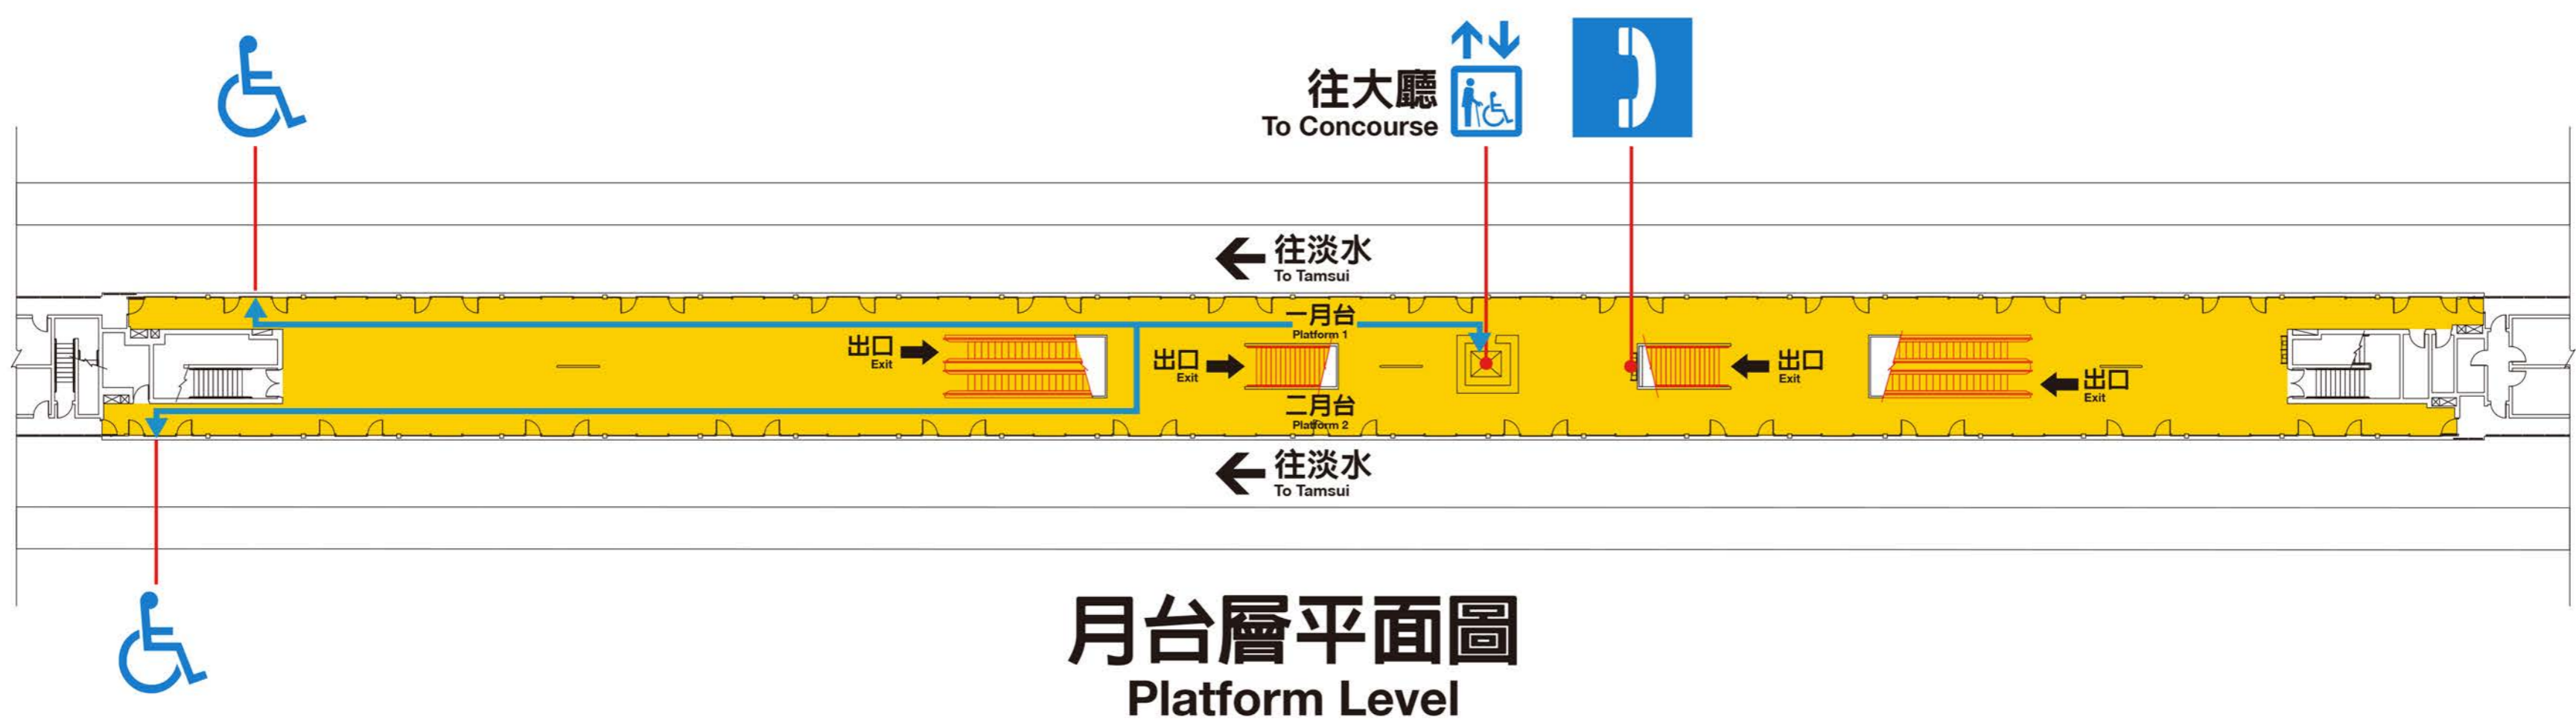 往大廳
To Concourse
往淡水
To Tamsui
一月台
Platform 1
出口
Exit
出口
Exit
出口
Exit
出口
Exit
二月台
Platform 2
往淡水
To Tamsui
月台層平面圖
Platform Level